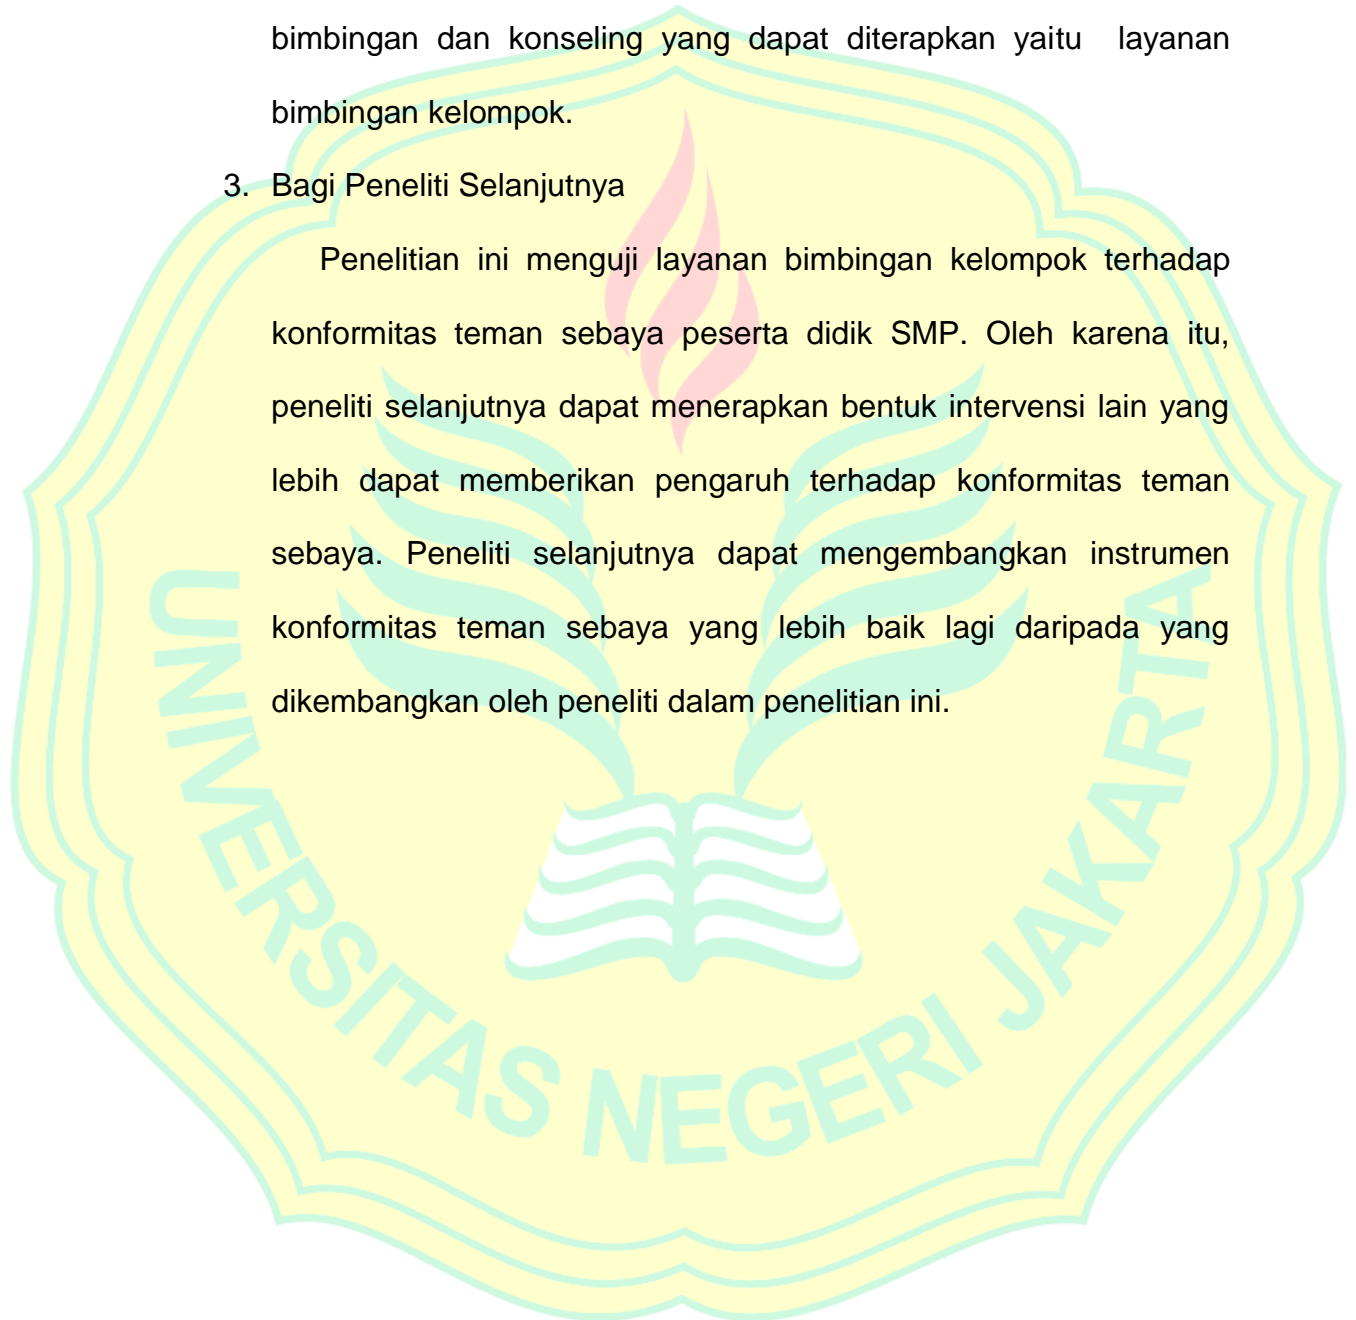 bimbingan dan konseling yang dapat diterapkan yaitu layanan
bimbingan kelompok.
3. Bagi Peneliti Selanjutnya
Penelitian ini menguji layanan bimbingan kelompok terhadap
konformitas teman sebaya peserta didik SMP. Oleh karena itu,
peneliti selanjutnya dapat menerapkan bentuk intervensi lain yang
lebih dapat memberikan pengaruh terhadap konformitas teman
sebaya. Peneliti selanjutnya dapat mengembangkan instrumen
konformitas teman sebaya yang lebih baik lagi daripada yang
dikembangkan oleh peneliti dalam penelitian ini.
UNIVERSITAS NEGERI JAKARTA